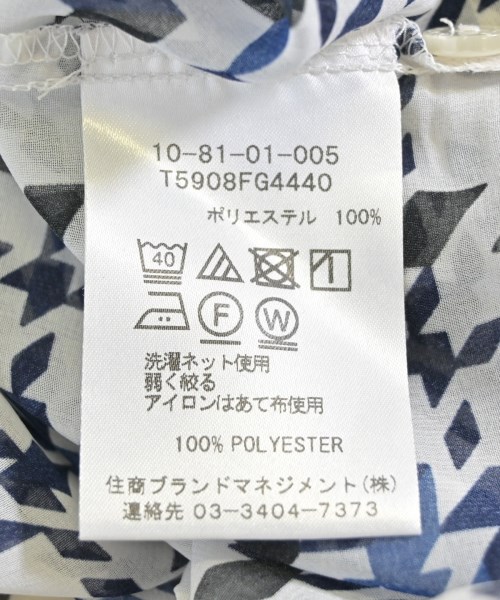 10-81-01-005
T5908FG4440
ポリエステル 100%
40
F W
洗濯ネット使用
弱く絞る
アイロンはあて布使用
100% POLYESTER
住商ブランドマネジメント(株)
連絡先 03-3404-7373